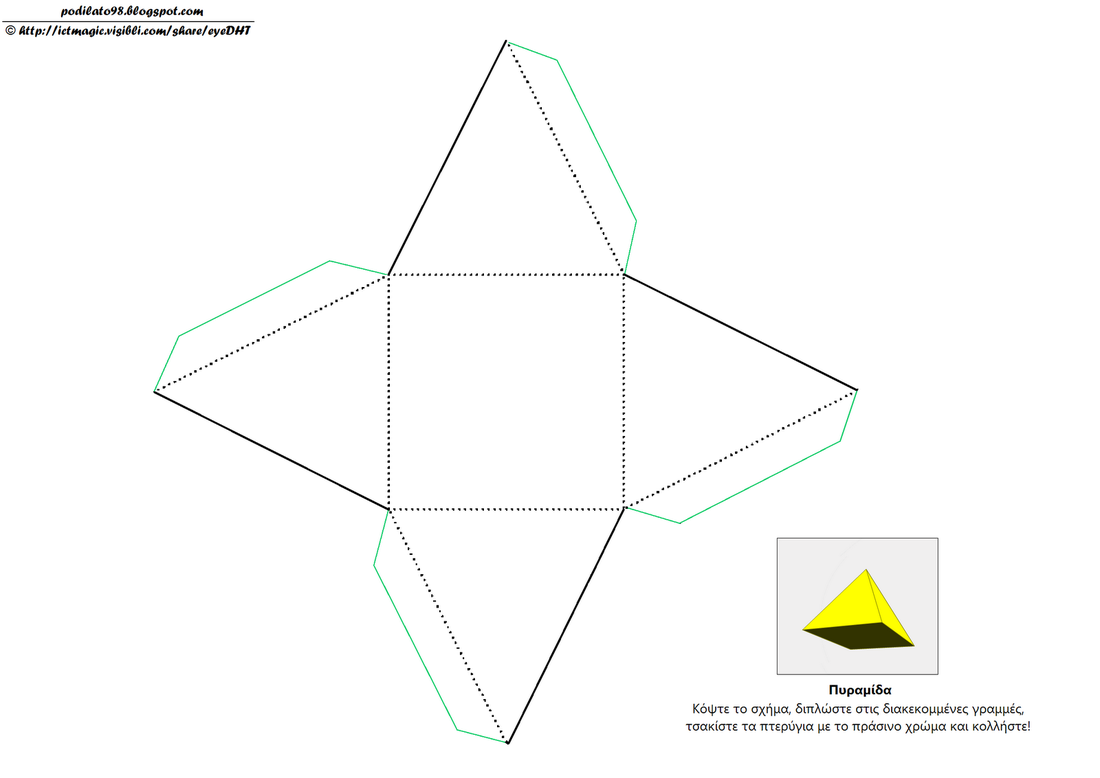 podilato98.blogspot.com
© http://ictmagic.visibli.com/share/eyeDHT
Πυραμίδα
Κόψτε το σχήμα, διπλώστε στις διακεκομμένες γραμμές,
τσακίστε τα πτερύγια με το πράσινο χρώμα και κολλήστε!